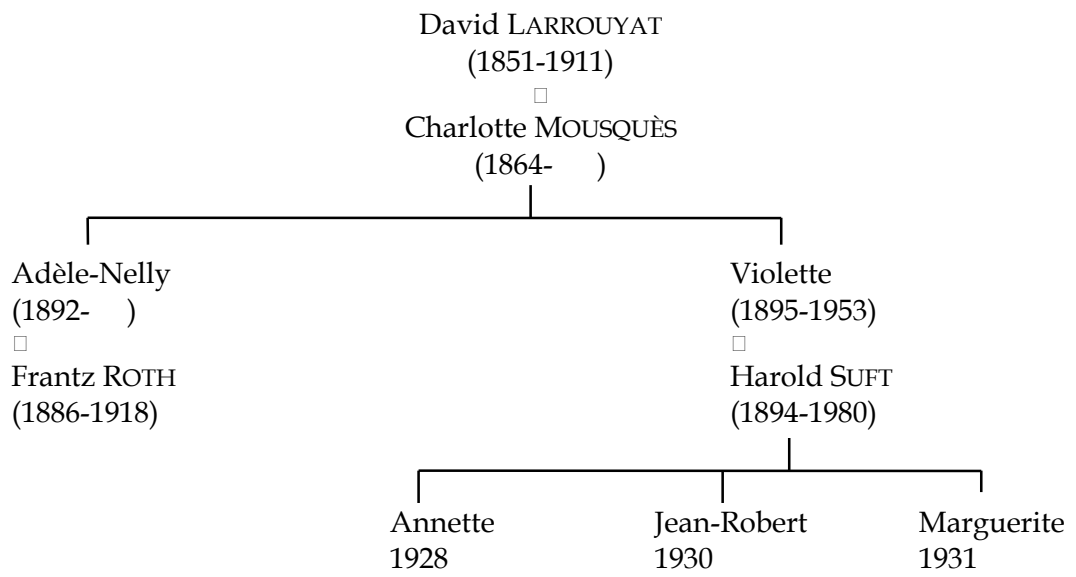 David LARROUYAT
(1851-1911)
Charlotte MOUSQUÈS
(1864-    )
Adèle-Nelly
(1892-    )
Frantz ROTH
(1886-1918)
Violette
(1895-1953)
Harold SUFT
(1894-1980)
Annette
1928
Jean-Robert
1930
Marguerite
1931